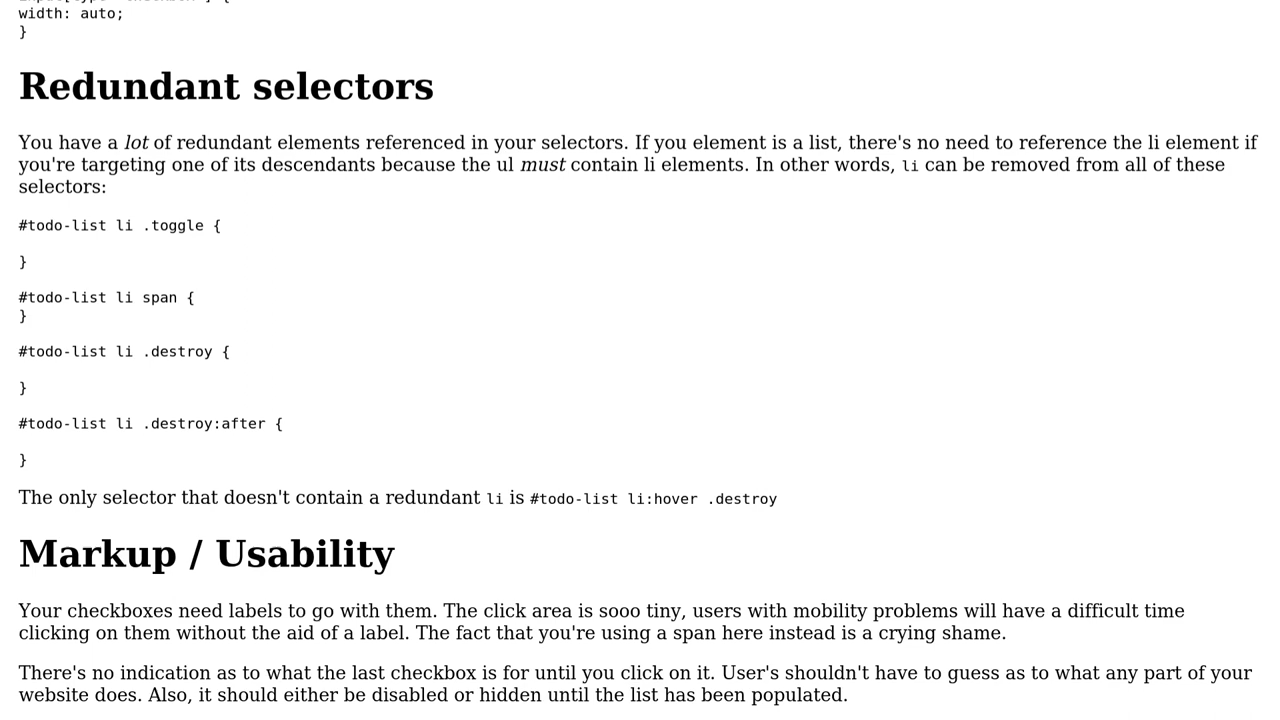 width: auto;
}
Redundant selectors
You have a lot of redundant elements referenced in your selectors. If you element is a list, there's no need to reference the li element if
you're targeting one of its descendants because the ul must contain li elements. In other words, li can be removed from all of these
selectors:
#todo-list li .toggle {
}
#todo-list li span {
}
#todo-list li .destroy {
}
#todo-list li .destroy:after {
}
The only selector that doesn't contain a redundant li is #todo-list li:hover .destroy
Markup / Usability
Your checkboxes need labels to go with them. The click area is sooo tiny, users with mobility problems will have a difficult time
clicking on them without the aid of a label. The fact that you're using a span here instead is a crying shame.
There's no indication as to what the last checkbox is for until you click on it. User's shouldn't have to guess as to what any part of your
website does. Also, it should either be disabled or hidden until the list has been populated.